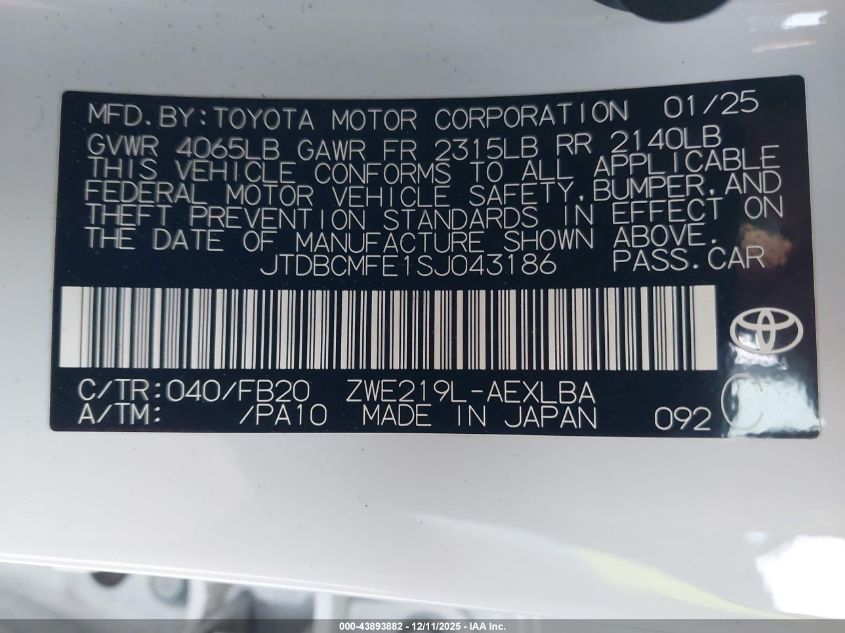 MFD.BY:TOYOTA MOTOR CORPORATION 01/25
GVWR 4065LB GAWR FR 2315LB RR 2140LB
THIS VEHICLE CONFORMS TO ALL APPLICABLE
FEDERAL MOTOR VEHICLE SAFETY,BUMPER,AND
THEFT PREVENTION STANDARDS IN EFFECT ON
THE DATE OF MANUFACTURE SHOWN ABOVE.
JTDBCMFE1SJ043186 PASS.CAR
C/TR:040/FB20 ZWE219L-AEXLBA
A/TM: /PA10 MADE IN JAPAN 092 C
000-43893882 | 12/11/2025 - IAA Inc.